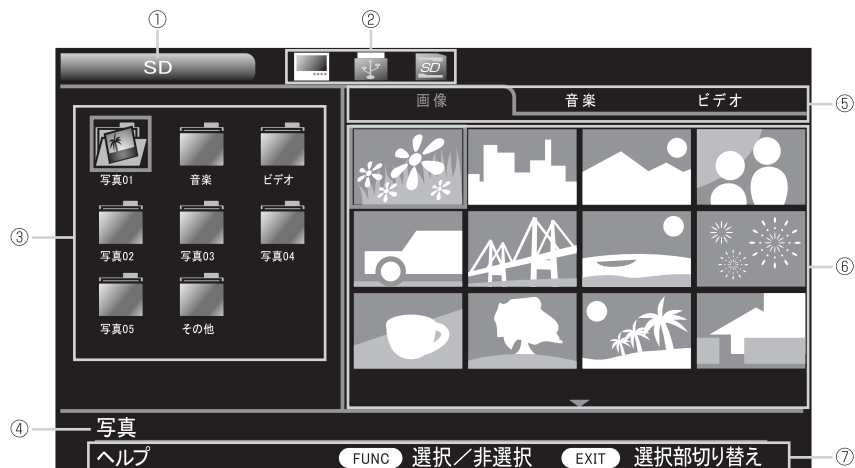 ① ②
SD SD
画像 音楽 ビデオ ⑤
写真01 音楽 ビデオ
③
写真02 写真03 写真04
⑥
写真05 その他
④ 写真
ヘルプ FUNC 選択／非選択 EXIT 選択部切り替え ⑦